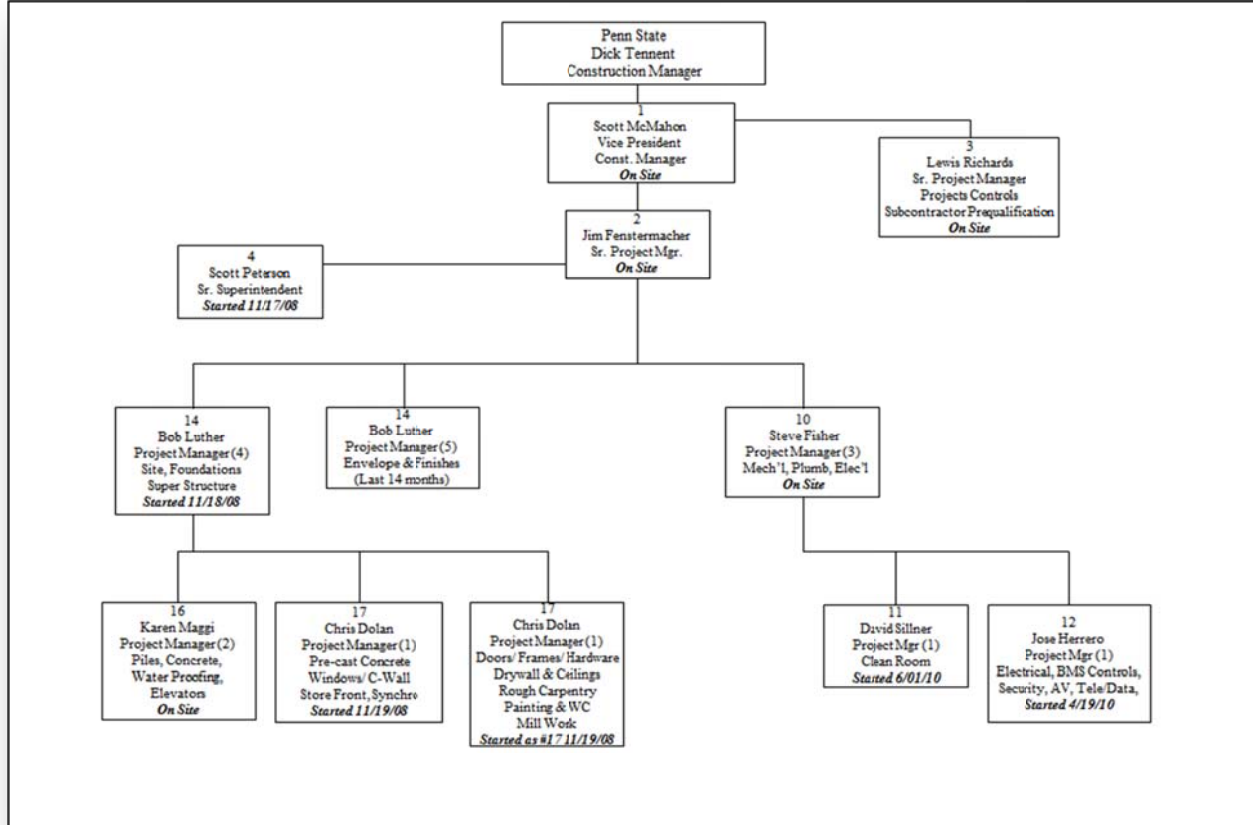 Penn State
Dick Tennent
Construction Manager
1
Scott McMahon
Vice President
Const. Manager
On Site
3
Lewis Richards
Sr. Project Manager
Projects Controls
Subcontractor Prequalification
On Site
2
Jim Fenstermacher
Sr. Project Mgr.
On Site
4
Scott Peterson
Sr. Superintendent
Started 11/17/08
14
Bob Luther
Project Manager (4)
Site, Foundations
Super Structure
Started 11/18/08
14
Bob Luther
Project Manager (5)
Envelope & Finishes
(Last 14 months)
10
Steve Fisher
Project Manager (3)
Mech'l, Plumb, Elec'l
On Site
16
Karen Maggi
Project Manager (2)
Piles, Concrete,
Water Proofing,
Elevators
On Site
17
Chris Dolan
Project Manager (1)
Pre-cast Concrete
Windows/ C-Wall
Store Front, Synchro
Started 11/19/08
17
Chris Dolan
Project Manager (1)
Doors/ Frames/ Hardware
Drywall & Ceilings
Rough Carpentry
Painting & WC
Mill Work
Started as #17 11/19/08
11
David Sillner
Project Mgr (1)
Clean Room
Started 6/01/10
12
Jose Herrero
Project Mgr (1)
Electrical, BMS Controls,
Security, AV, Tele/Data,
Started 4/19/10